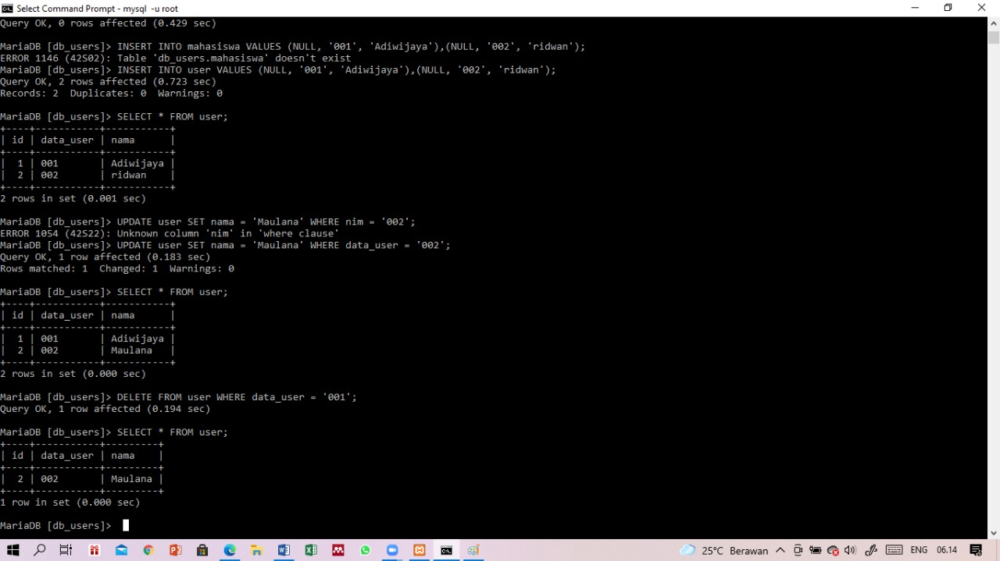 Select Command Prompt - mysql -u root
Query OK, 0 rows affected (0.429 sec)
MariaDB [db_users]> INSERT INTO mahasiswa VALUES (NULL, '001', 'Adiwijaya'),(NULL, '002', 'ridwan');
ERROR 1146 (42S02): Table 'db_users.mahasiswa' doesn't exist
MariaDB [db_users]> INSERT INTO user VALUES (NULL, '001', 'Adiwijaya'),(NULL, '002', 'ridwan');
Query OK, 2 rows affected (0.723 sec)
Records: 2  Duplicates: 0  Warnings: 0
MariaDB [db_users]> SELECT * FROM user;
+----+-----------+-----------+
| id | data_user | nama      |
+----+-----------+-----------+
|  1 | 001       | Adiwijaya |
|  2 | 002       | ridwan    |
+----+-----------+-----------+
2 rows in set (0.001 sec)
MariaDB [db_users]> UPDATE user SET nama = 'Maulana' WHERE nim = '002';
ERROR 1054 (42S22): Unknown column 'nim' in 'where clause'
MariaDB [db_users]> UPDATE user SET nama = 'Maulana' WHERE data_user = '002';
Query OK, 1 row affected (0.183 sec)
Rows matched: 1  Changed: 1  Warnings: 0
MariaDB [db_users]> SELECT * FROM user;
+----+-----------+-----------+
| id | data_user | nama      |
+----+-----------+-----------+
|  1 | 001       | Adiwijaya |
|  2 | 002       | Maulana   |
+----+-----------+-----------+
2 rows in set (0.000 sec)
MariaDB [db_users]> DELETE FROM user WHERE data_user = '001';
Query OK, 1 row affected (0.194 sec)
MariaDB [db_users]> SELECT * FROM user;
+----+-----------+---------+
| id | data_user | nama    |
+----+-----------+---------+
|  2 | 002       | Maulana |
+----+-----------+---------+
1 row in set (0.000 sec)
MariaDB [db_users]>
25°C Berawan ENG 06.14